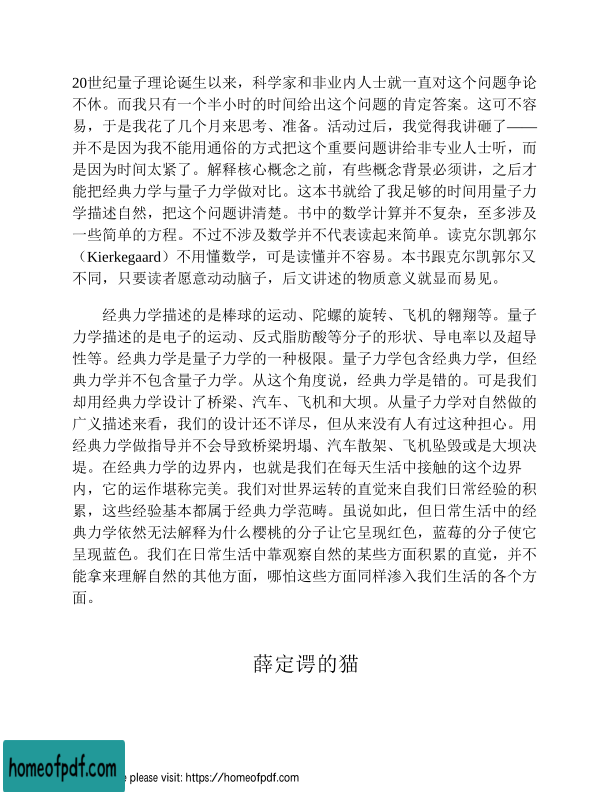 20世纪量子理论诞生以来，科学家和非业内人士就一直对这个问题争论
不休。而我只有一个半小时的时间给出这个问题的肯定答案。这可不容
易，于是我花了几个月来思考、准备。活动过后，我觉得我讲砸了——
并不是因为我不能用通俗的方式把这个重要问题讲给非专业人士听，而
是因为时间太紧了。解释核心概念之前，有些概念背景必须讲，之后才
能把经典力学与量子力学做对比。这本书就给了我足够的时间用量子力
学描述自然，把这个问题讲清楚。书中的数学计算并不复杂，至多涉及
一些简单的方程。不过不涉及数学并不代表读起来简单。读克尔凯郭尔
（Kierkegaard）不用懂数学，可是读懂并不容易。本书跟克尔凯郭尔又
不同，只要读者愿意动动脑子，后文讲述的物质意义就显而易见。
经典力学描述的是棒球的运动、陀螺的旋转、飞机的翱翔等。量子
力学描述的是电子的运动、反式脂肪酸等分子的形状、导电率以及超导
性等。经典力学是量子力学的一种极限。量子力学包含经典力学，但经
典力学并不包含量子力学。从这个角度说，经典力学是错的。可是我们
却用经典力学设计了桥梁、汽车、飞机和大坝。从量子力学对自然做的
广义描述来看，我们的设计还不详尽，但从来没有人有过这种担心。用
经典力学做指导并不会导致桥梁坍塌、汽车散架、飞机坠毁或是大坝决
堤。在经典力学的边界内，也就是我们在每天生活中接触的这个边界
内，它的运作堪称完美。我们对世界运转的直觉来自我们日常经验的积
累，这些经验基本都属于经典力学范畴。虽说如此，但日常生活中的经
典力学依然无法解释为什么樱桃的分子让它呈现红色，蓝莓的分子使它
呈现蓝色。我们在日常生活中靠观察自然的某些方面积累的直觉，并不
能拿来理解自然的其他方面，哪怕这些方面同样渗入我们生活的各个方
面。
薛定谔的猫
homeofpdf.com
e please visit: https://homeofpdf.com